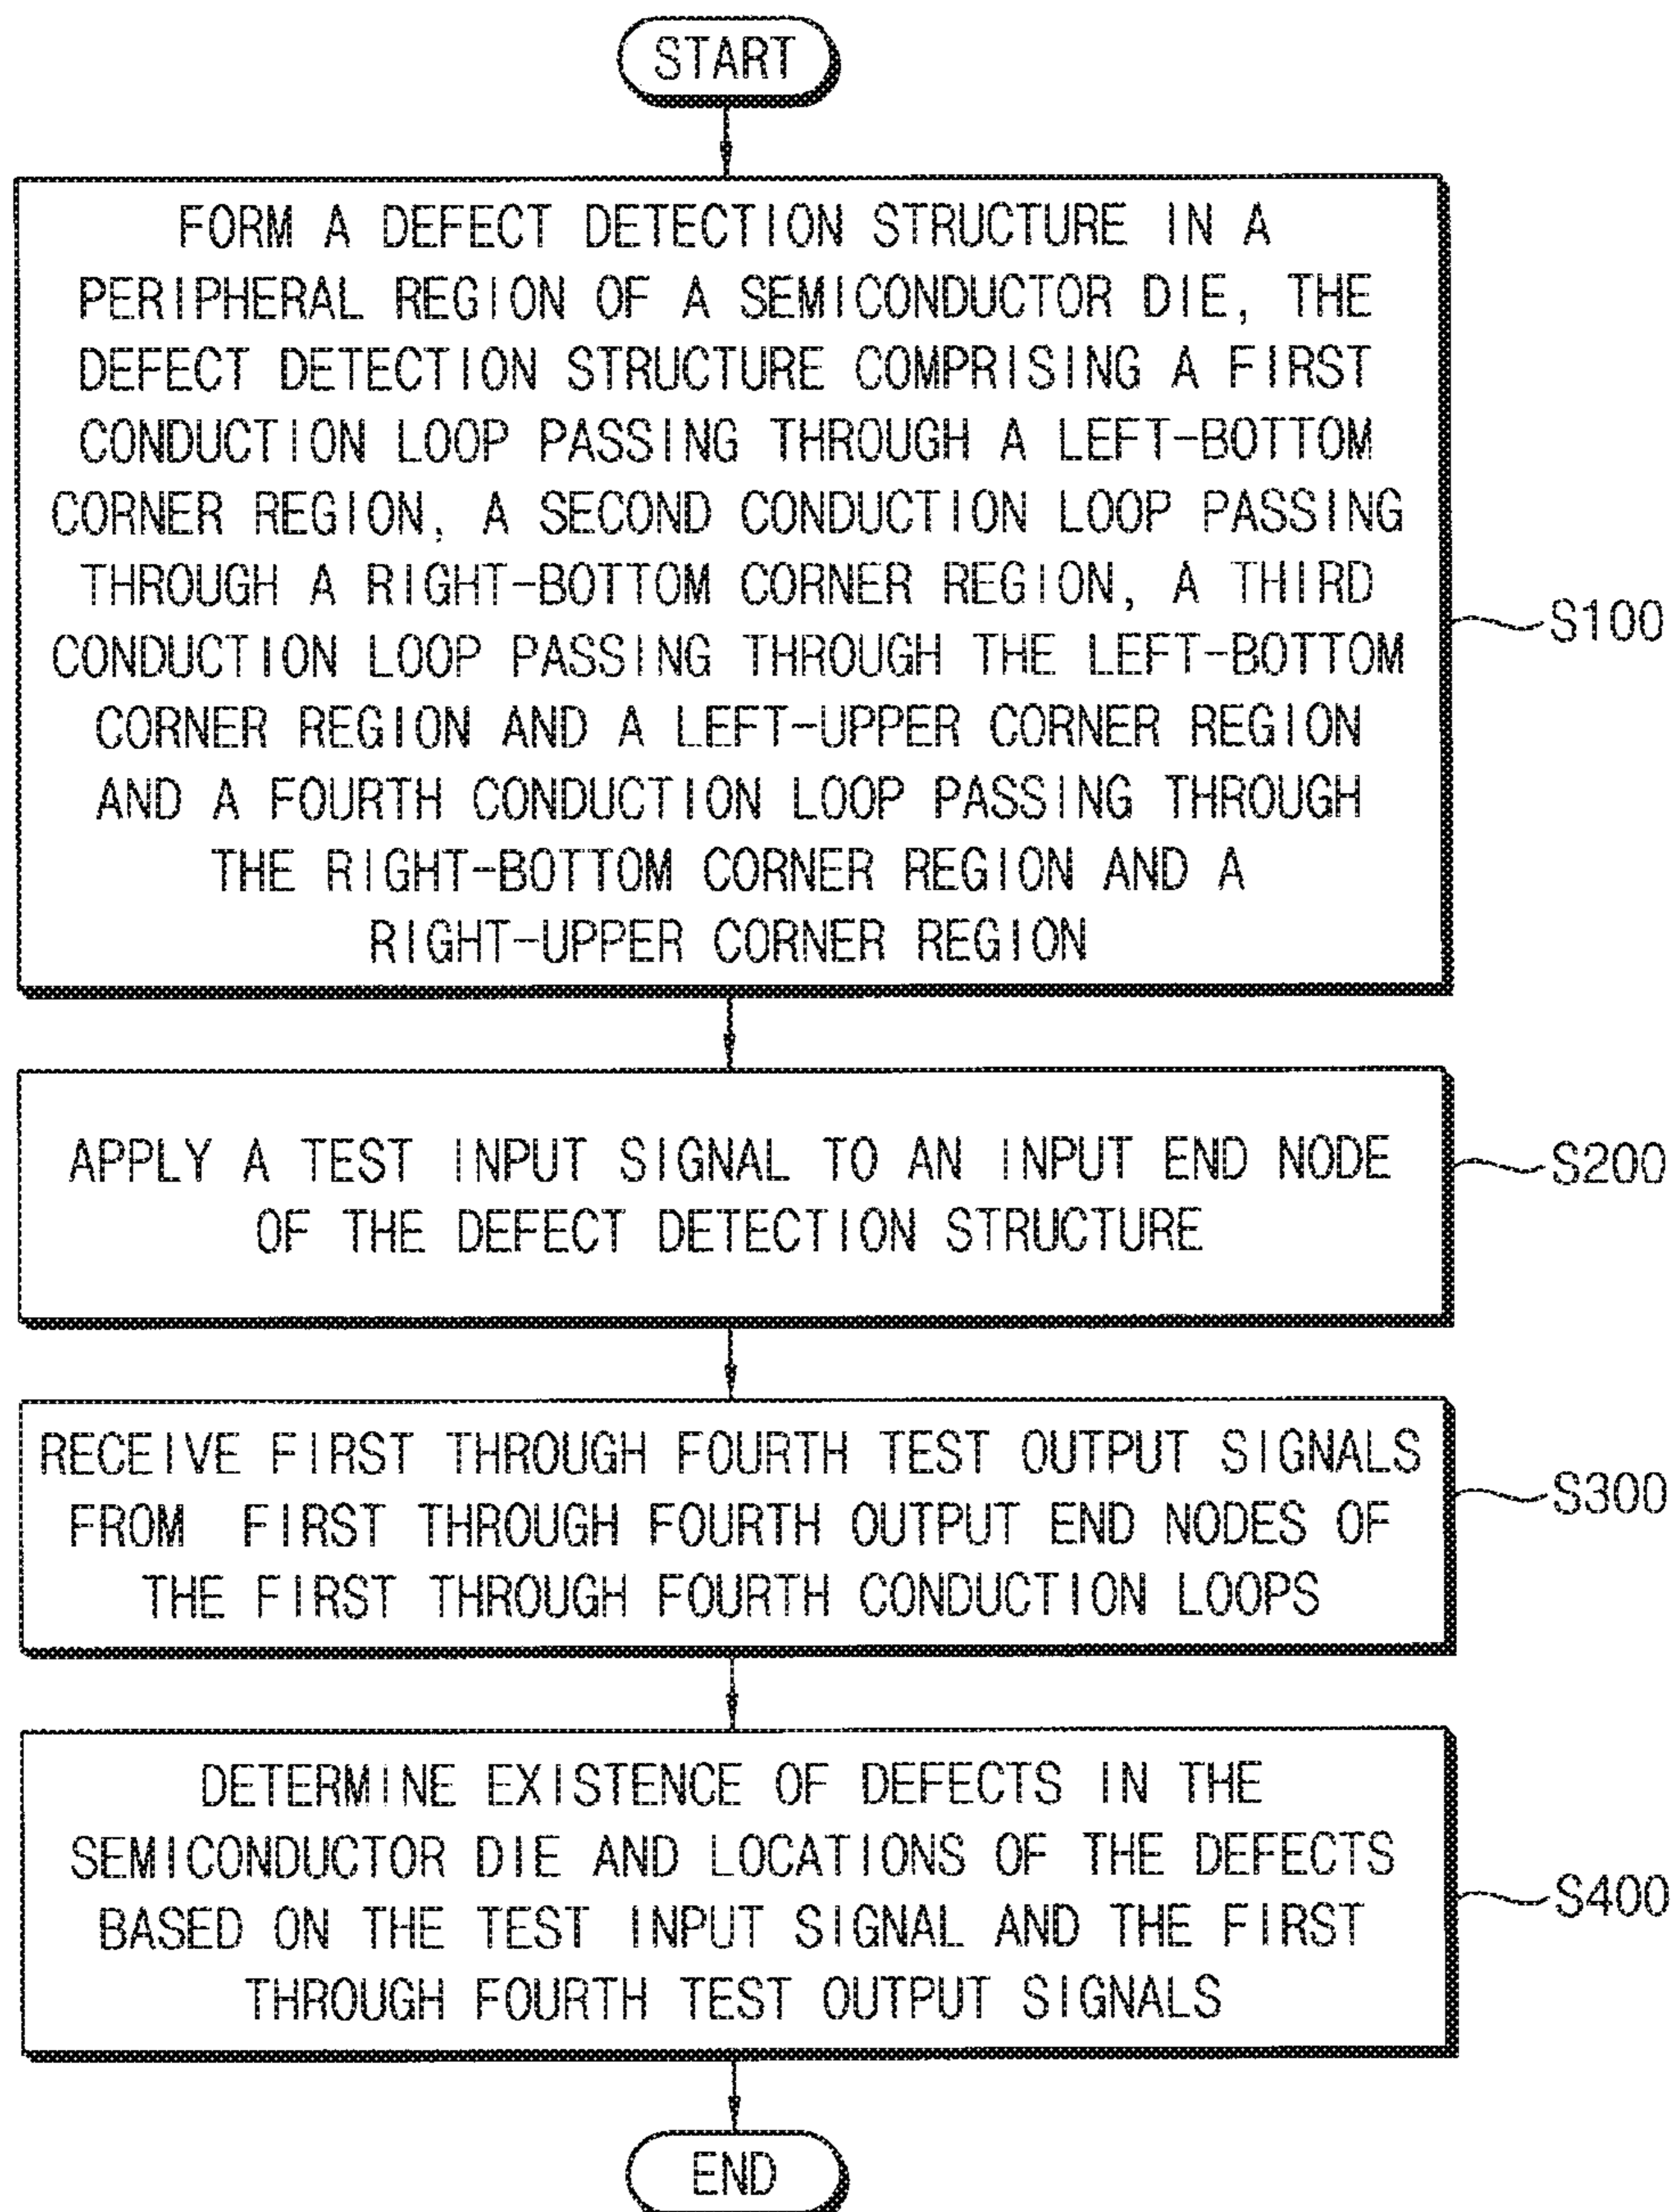 START
FORM A DEFECT DETECTION STRUCTURE IN A
PERIPHERAL REGION OF A SEMICONDUCTOR DIE, THE
DEFECT DETECTION STRUCTURE COMPRISING A FIRST
CONDUCTION LOOP PASSING THROUGH A LEFT-BOTTOM
CORNER REGION, A SECOND CONDUCTION LOOP PASSING
THROUGH A RIGHT-BOTTOM CORNER REGION, A THIRD
CONDUCTION LOOP PASSING THROUGH THE LEFT-BOTTOM
CORNER REGION AND A LEFT-UPPER CORNER REGION
AND A FOURTH CONDUCTION LOOP PASSING THROUGH
THE RIGHT-BOTTOM CORNER REGION AND A
RIGHT-UPPER CORNER REGION
S100
APPLY A TEST INPUT SIGNAL TO AN INPUT END NODE
OF THE DEFECT DETECTION STRUCTURE
S200
RECEIVE FIRST THROUGH FOURTH TEST OUTPUT SIGNALS
FROM FIRST THROUGH FOURTH OUTPUT END NODES OF
THE FIRST THROUGH FOURTH CONDUCTION LOOPS
S300
DETERMINE EXISTENCE OF DEFECTS IN THE
SEMICONDUCTOR DIE AND LOCATIONS OF THE DEFECTS
BASED ON THE TEST INPUT SIGNAL AND THE FIRST
THROUGH FOURTH TEST OUTPUT SIGNALS
S400
END